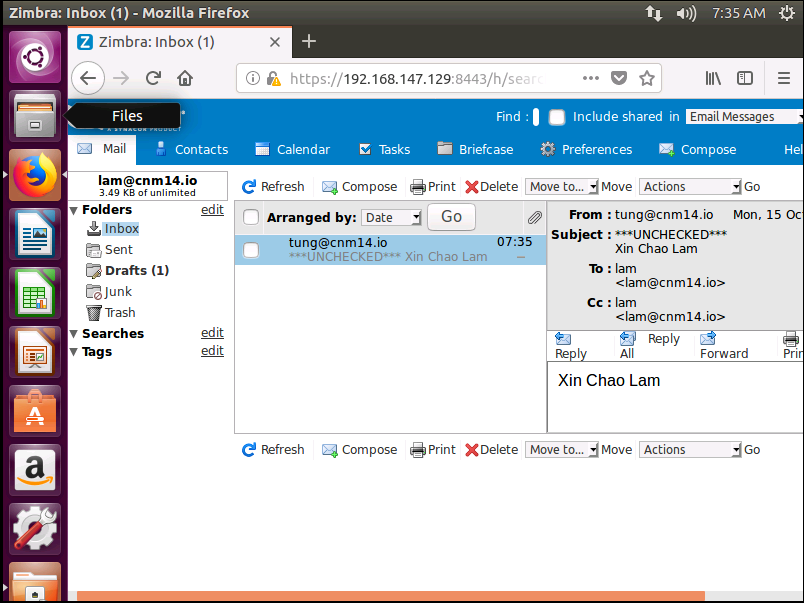 Zimbra: Inbox (1) - Mozilla Firefox
7:35 AM
Zimbra: Inbox (1)
https://192.168.147.129:8443/h/searc
Files
A SYNACOR PRODUCT
Find :
Include shared in
Email Messages
Mail
Contacts
Calendar
Tasks
Briefcase
Preferences
Compose
Hel
lam@cnm14.io
3.49 KB of unlimited
Refresh
Compose
Print
Delete
Move to...
Move
Actions
Go
Folders
edit
Inbox
Sent
Drafts (1)
Junk
Trash
Searches
edit
Tags
edit
Arranged by:
Date
Go
tung@cnm14.io
07:35
***UNCHECKED*** Xin Chao Lam
From : tung@cnm14.io
Mon, 15 Oct
Subject : ***UNCHECKED***
Xin Chao Lam
To : lam
<lam@cnm14.io>
Cc : lam
<lam@cnm14.io>
Reply
Reply
All
Forward
Prin
Xin Chao Lam
Refresh
Compose
Print
Delete
Move to...
Move
Actions
Go